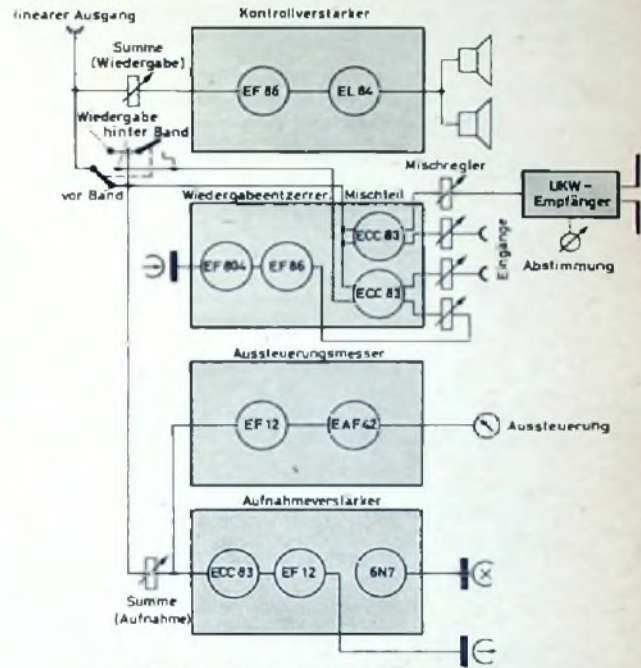 linearer Ausgang
Kontrollverstärker
Summe
(Wiedergabe)
EF 86
EL 84
Wiedergabe
hinter Band
vor Band
Mischregler
UKW-
Empfänger
Abstimmung
Wiedergabeentzerrer
Mischteil
ECC 83
Eingänge
EF 804
EF 86
ECC 83
Aussteuerungsmesser
EF 12
EAF 42
Aussteuerung
Aufnahmeverstärker
ECC 83
EF 12
6N7
Summe
(Aufnahme)